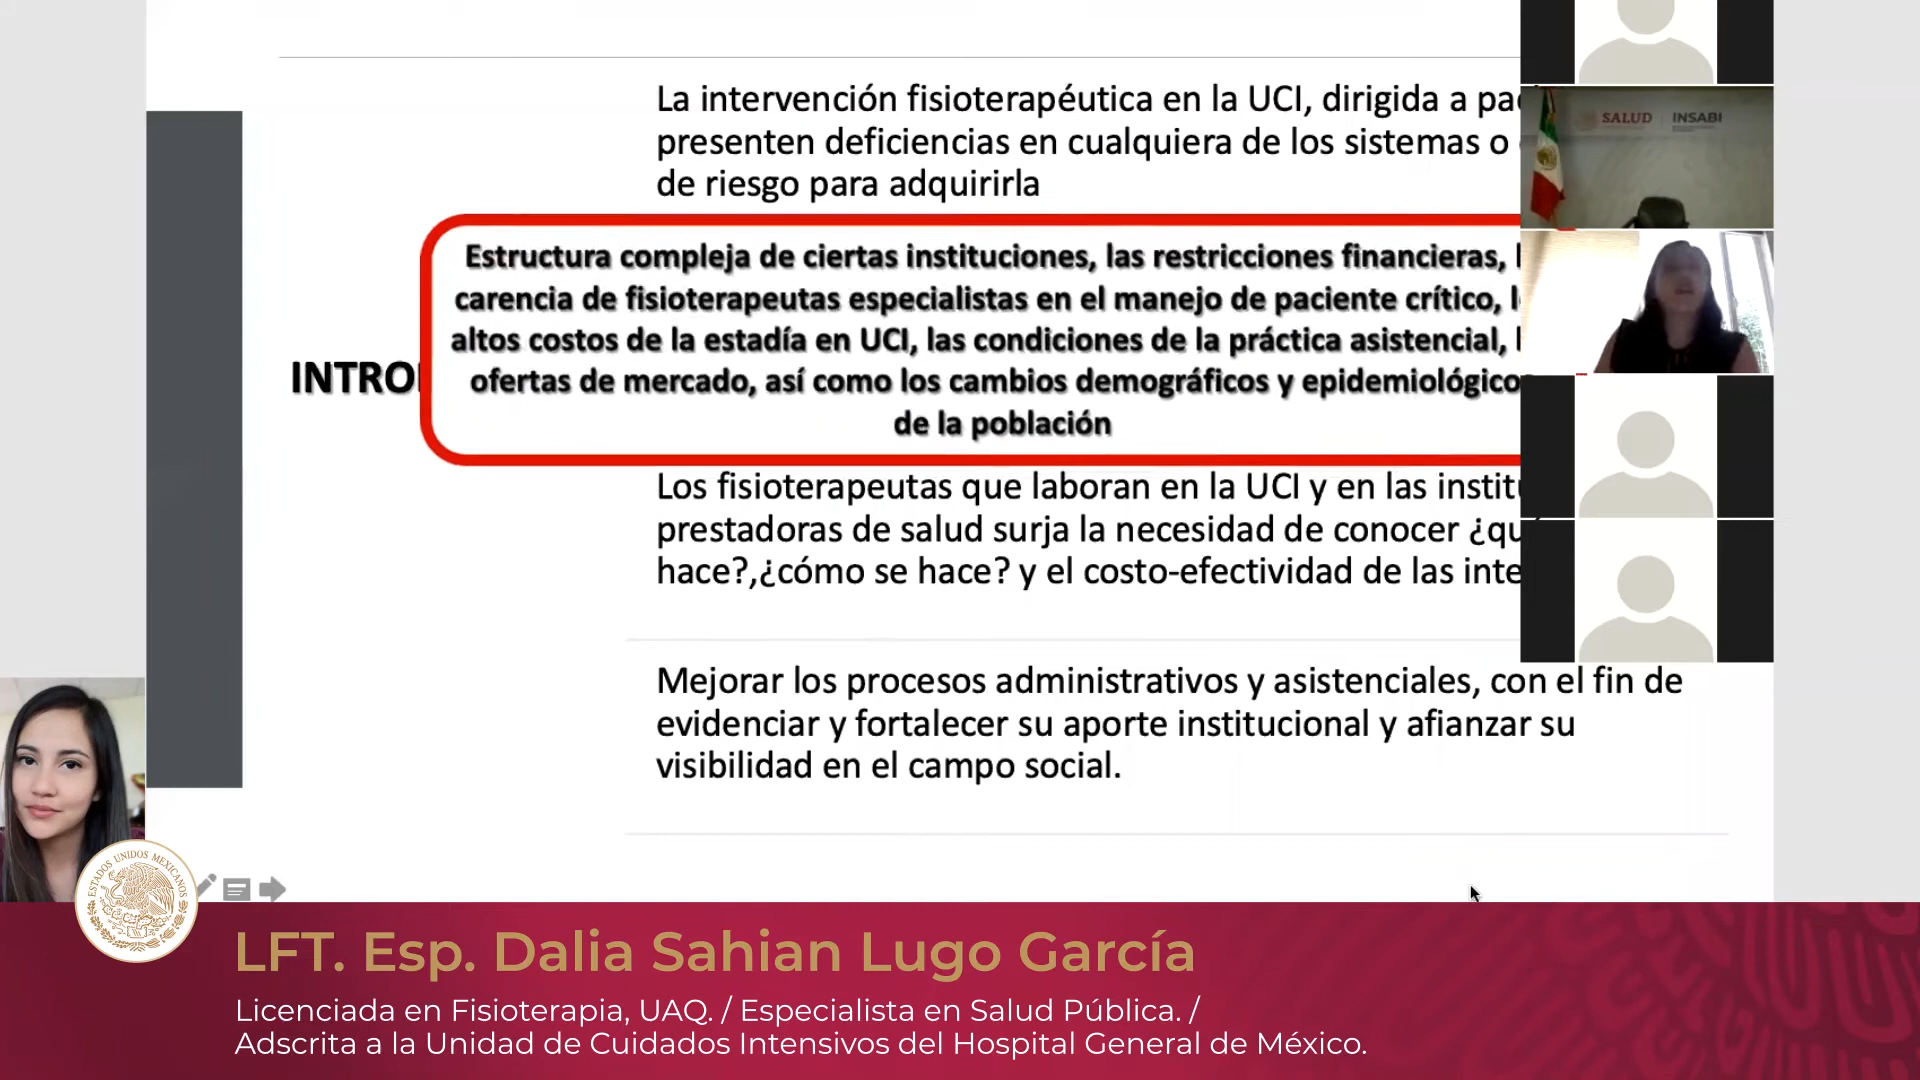 La intervención fisioterapéutica en la UCI, dirigida a
presenten deficiencias en cualquiera de los sistemas o
de riesgo para adquirirla
SALUD INSABI
Estructura compleja de ciertas instituciones, las restricciones financieras,
carencia de fisioterapeutas especialistas en el manejo de paciente crítico,
altos costos de la estadía en UCI, las condiciones de la práctica asistencial,
INTRO
ofertas de mercado, así como los cambios demográficos y epidemiológico
de la población
Los fisioterapeutas que laboran en la UCI y en las
prestadoras de salud surja la necesidad de conocer
hace?,¿cómo se hace? y el costo-efectividad de las
Mejorar los procesos administrativos y asistenciales, con el fin de
evidenciar y fortalecer su aporte institucional y afianzar su
visibilidad en el campo social.
ESTADOS UNIDOS MEXICANOS
LFT. Esp. Dalia Sahian Lugo García
Licenciada en Fisioterapia, UAQ. / Especialista en Salud Pública. /
Adscrita a la Unidad de Cuidados Intensivos del Hospital General de México.